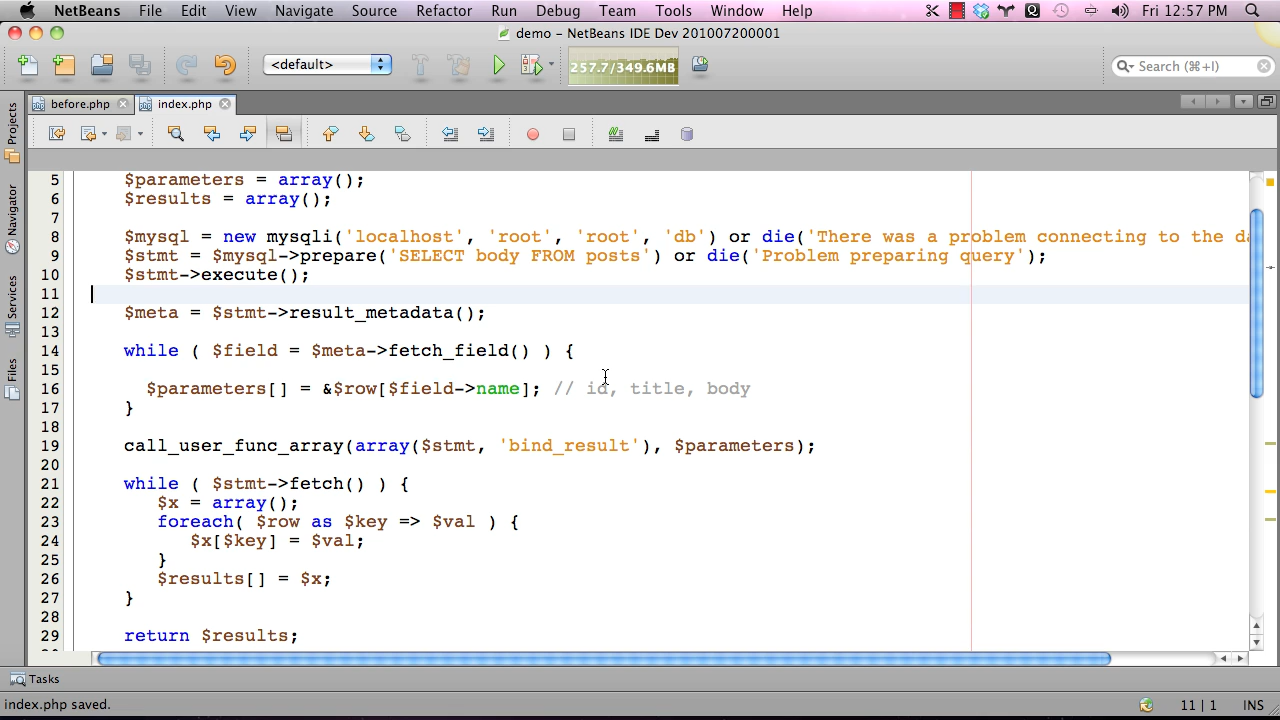 NetBeans File Edit View Navigate Source Refactor Run Debug Team Tools Window Help Fri 12:57 PM
demo – NetBeans IDE Dev 201007200001
<default> 257.7/349.6MB Search (⌘+I)
before.php index.php
Projects
Navigator
Services
Files
5 $parameters = array();
6 $results = array();
7
8 $mysql = new mysqli('localhost', 'root', 'root', 'db') or die('There was a problem connecting to the da
9 $stmt = $mysql->prepare('SELECT body FROM posts') or die('Problem preparing query');
10 $stmt->execute();
11
12 $meta = $stmt->result_metadata();
13
14 while ( $field = $meta->fetch_field() ) {
15
16 $parameters[] = &$row[$field->name]; // id, title, body
17 }
18
19 call_user_func_array(array($stmt, 'bind_result'), $parameters);
20
21 while ( $stmt->fetch() ) {
22 $x = array();
23 foreach( $row as $key => $val ) {
24 $x[$key] = $val;
25 }
26 $results[] = $x;
27 }
28
29 return $results;
Tasks
index.php saved. 11 | 1 INS